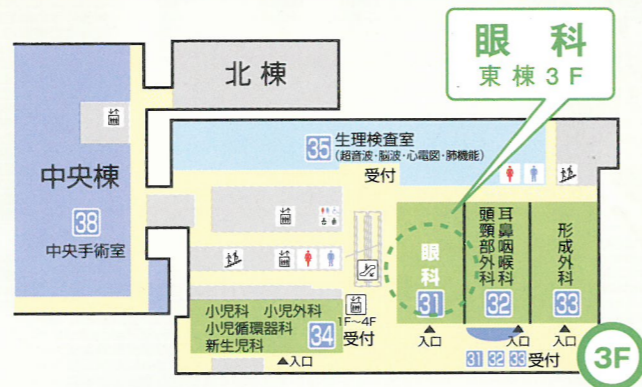 眼科
東棟3F
北棟
35 生理検査室
(超音波・脳波・心電図・肺機能)
受付
中央棟
38
中央手術室
眼科
31
耳鼻咽喉科
頭頸部外科
32
形成外科
33
小児科 小児外科
小児循環器科
新生児科
34
1F~4F
受付
▲入口
▲入口
▲入口
▲入口
31 32 33 受付
3F